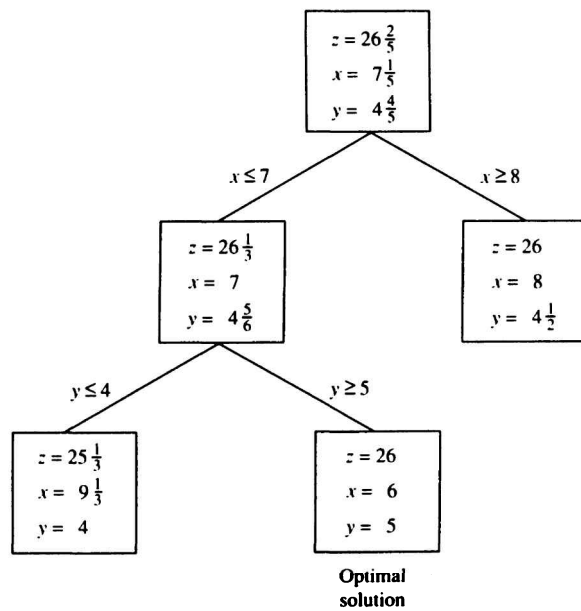 z = 26 2/5
x = 7 1/5
y = 4 4/5
x ≤ 7
x ≥ 8
z = 26 1/3
x = 7
y = 4 5/6
z = 26
x = 8
y = 4 1/2
y ≤ 4
y ≥ 5
z = 25 1/3
x = 9 1/3
y = 4
z = 26
x = 6
y = 5
Optimal
solution